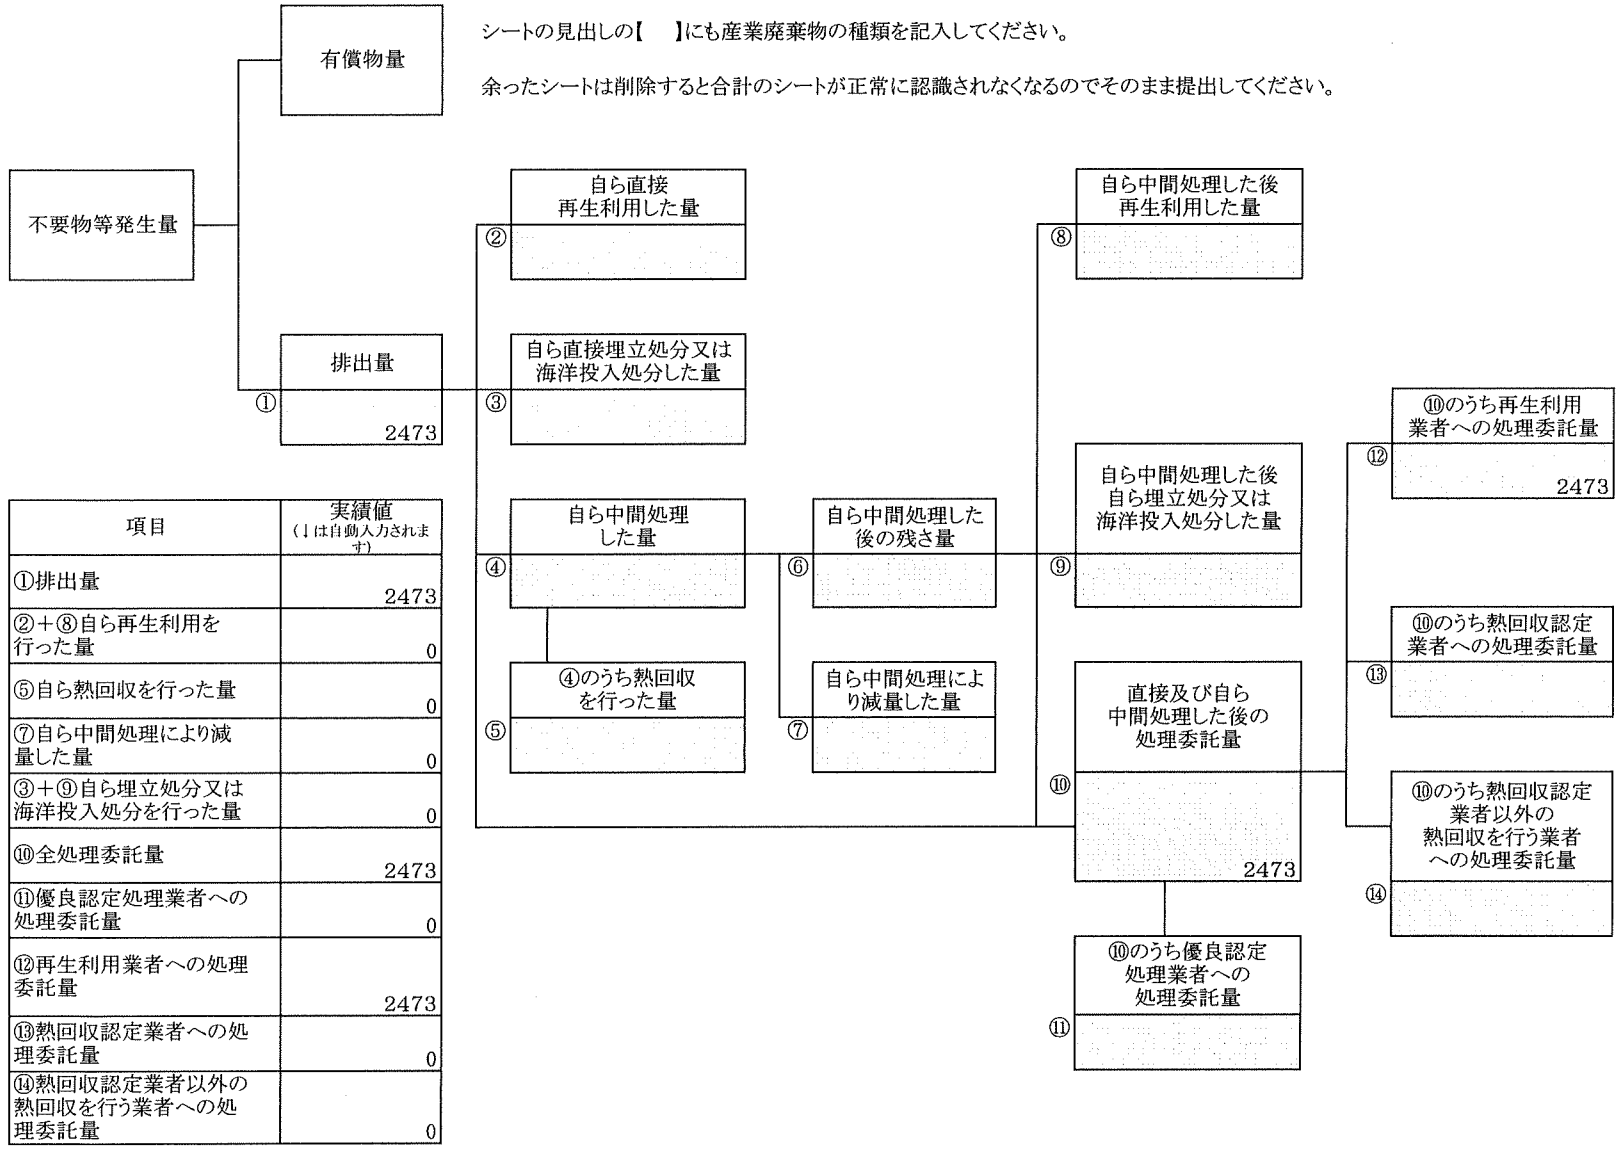 シートの見出しの【　】にも産業廃棄物の種類を記入してください。
余ったシートは削除すると合計のシートが正常に認識されなくなるのでそのまま提出してください。
有償物量
不要物等発生量
排出量
①
2473
自ら直接
再生利用した量
②
自ら直接埋立処分又は
海洋投入処分した量
③
自ら中間処理
した量
④
④のうち熱回収
を行った量
⑤
自ら中間処理した
後の残さ量
⑥
自ら中間処理によ
り減量した量
⑦
自ら中間処理した後
再生利用した量
⑧
自ら中間処理した後
自ら埋立処分又は
海洋投入処分した量
⑨
直接及び自ら
中間処理した後の
処理委託量
⑩
2473
⑩のうち優良認定
処理業者への
処理委託量
⑪
⑩のうち再生利用
業者への処理委託量
⑫
2473
⑩のうち熱回収認定
業者への処理委託量
⑬
⑩のうち熱回収認定
業者以外の
熱回収を行う業者
への処理委託量
⑭
項目
実績値
(↓は自動入力されま
す)
①排出量
2473
②＋⑧自ら再生利用を
行った量
0
⑤自ら熱回収を行った量
0
⑦自ら中間処理により減
量した量
0
③＋⑨自ら埋立処分又は
海洋投入処分を行った量
0
⑩全処理委託量
2473
⑪優良認定処理業者への
処理委託量
0
⑫再生利用業者への処理
委託量
2473
⑬熱回収認定業者への処
理委託量
0
⑭熱回収認定業者以外の
熱回収を行う業者への処
理委託量
0